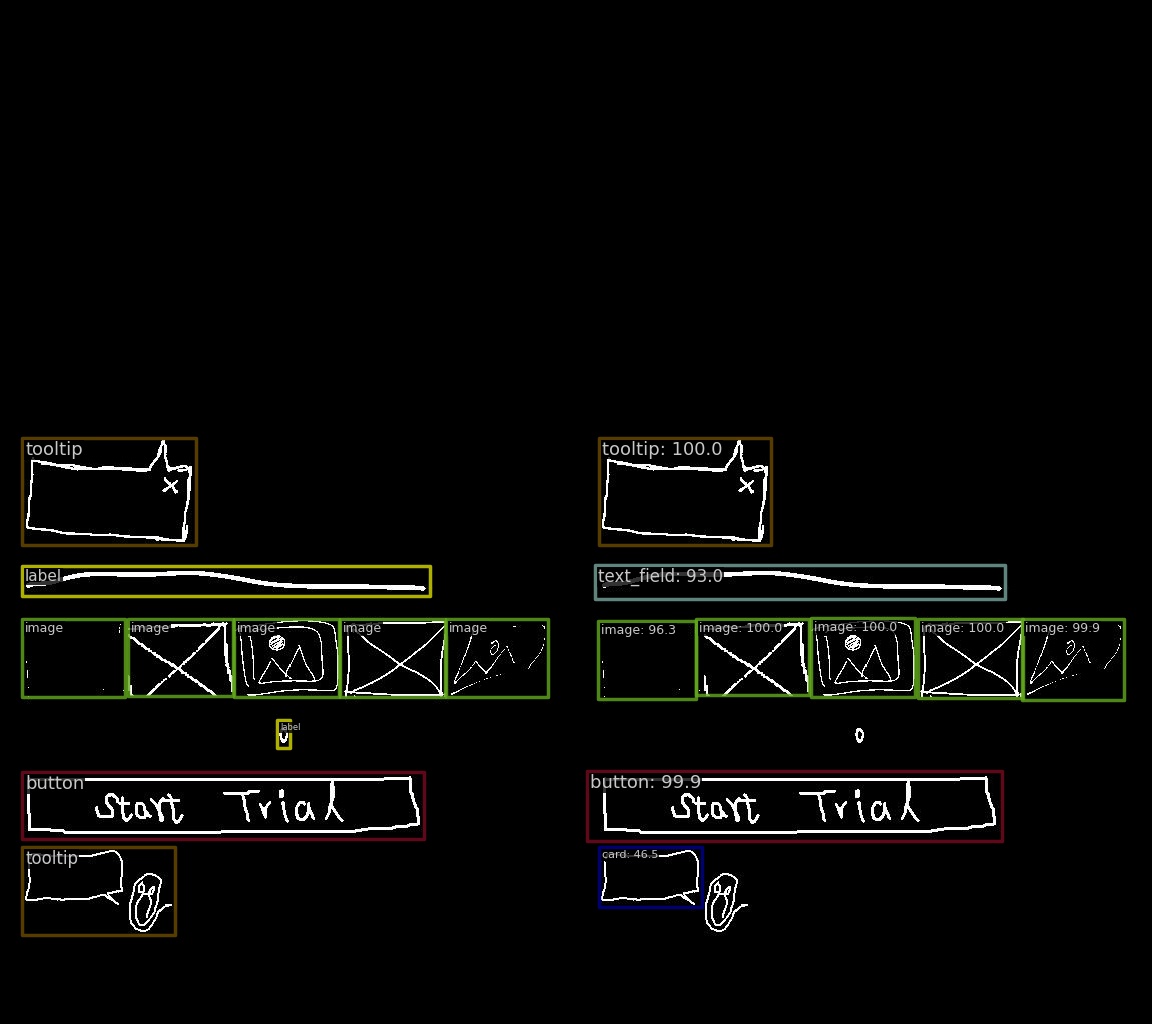 tooltip
tooltip: 100.0
label
text_field: 93.0
image image image image image
image: 96.3 image: 100.0 image: 100.0 image: 100.0 image: 99.9
label
button
Start Trial
button: 99.9
Start Trial
tooltip
card: 46.5